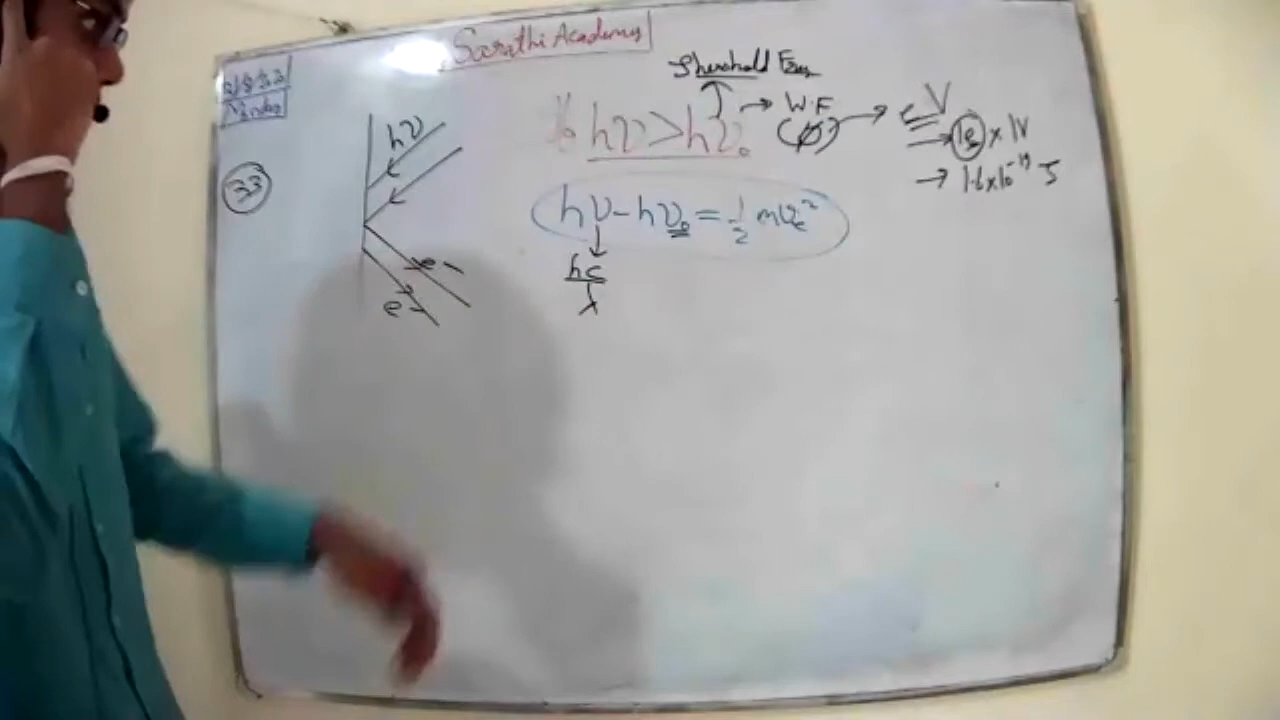 Sarathi Academy
33
hν
e-
e-
Threshold Freq
% hν > hν₀ → W.F (φ) → eV
→ 1e × 1V
→ 1.6×10⁻¹⁹ J
hν - hν₀ = 1/2 mv²
hc/λ